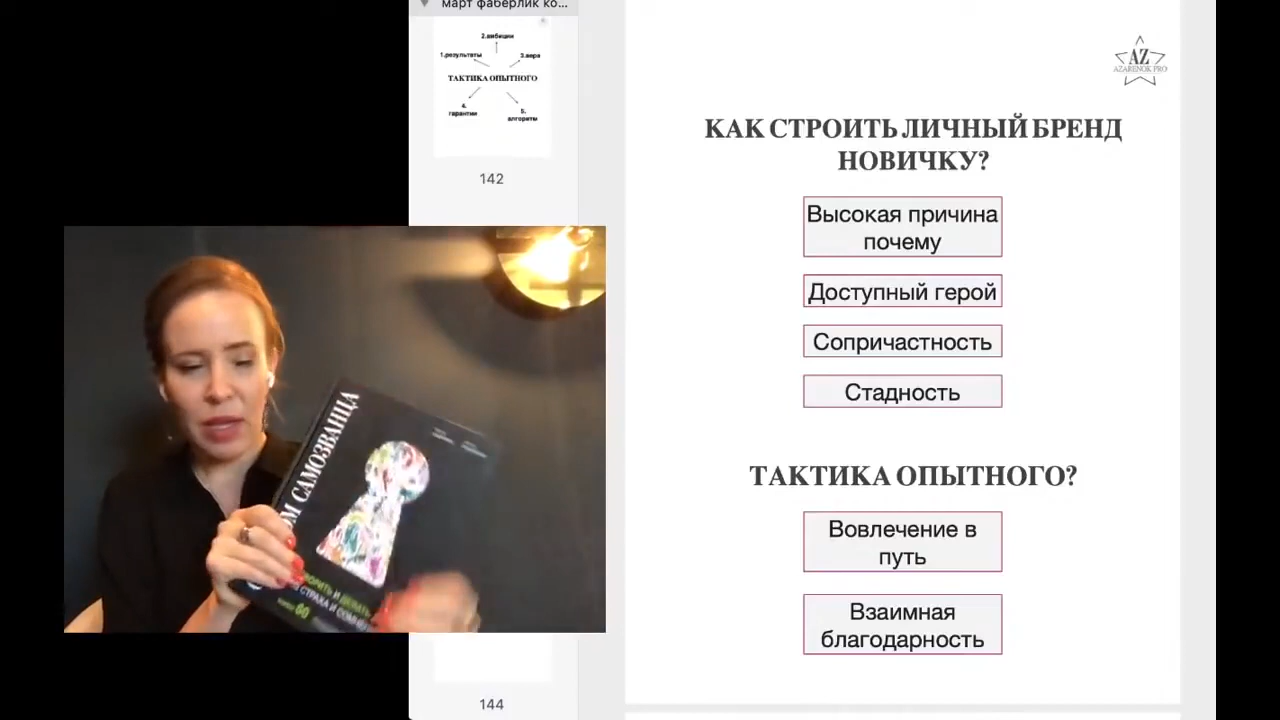 март фаберлик ко...
2.амбиции
1.результаты
3.вера
ТАКТИКА ОПЫТНОГО
4.
гарантии
5.
алгоритм
142
AZ
AZARENOK PRO
КАК СТРОИТЬ ЛИЧНЫЙ БРЕНД
НОВИЧКУ?
Высокая причина
почему
Доступный герой
Сопричастность
Стадность
ТАКТИКА ОПЫТНОГО?
Вовлечение в
путь
Взаимная
благодарность
САМОЗВАНЦА
60
144